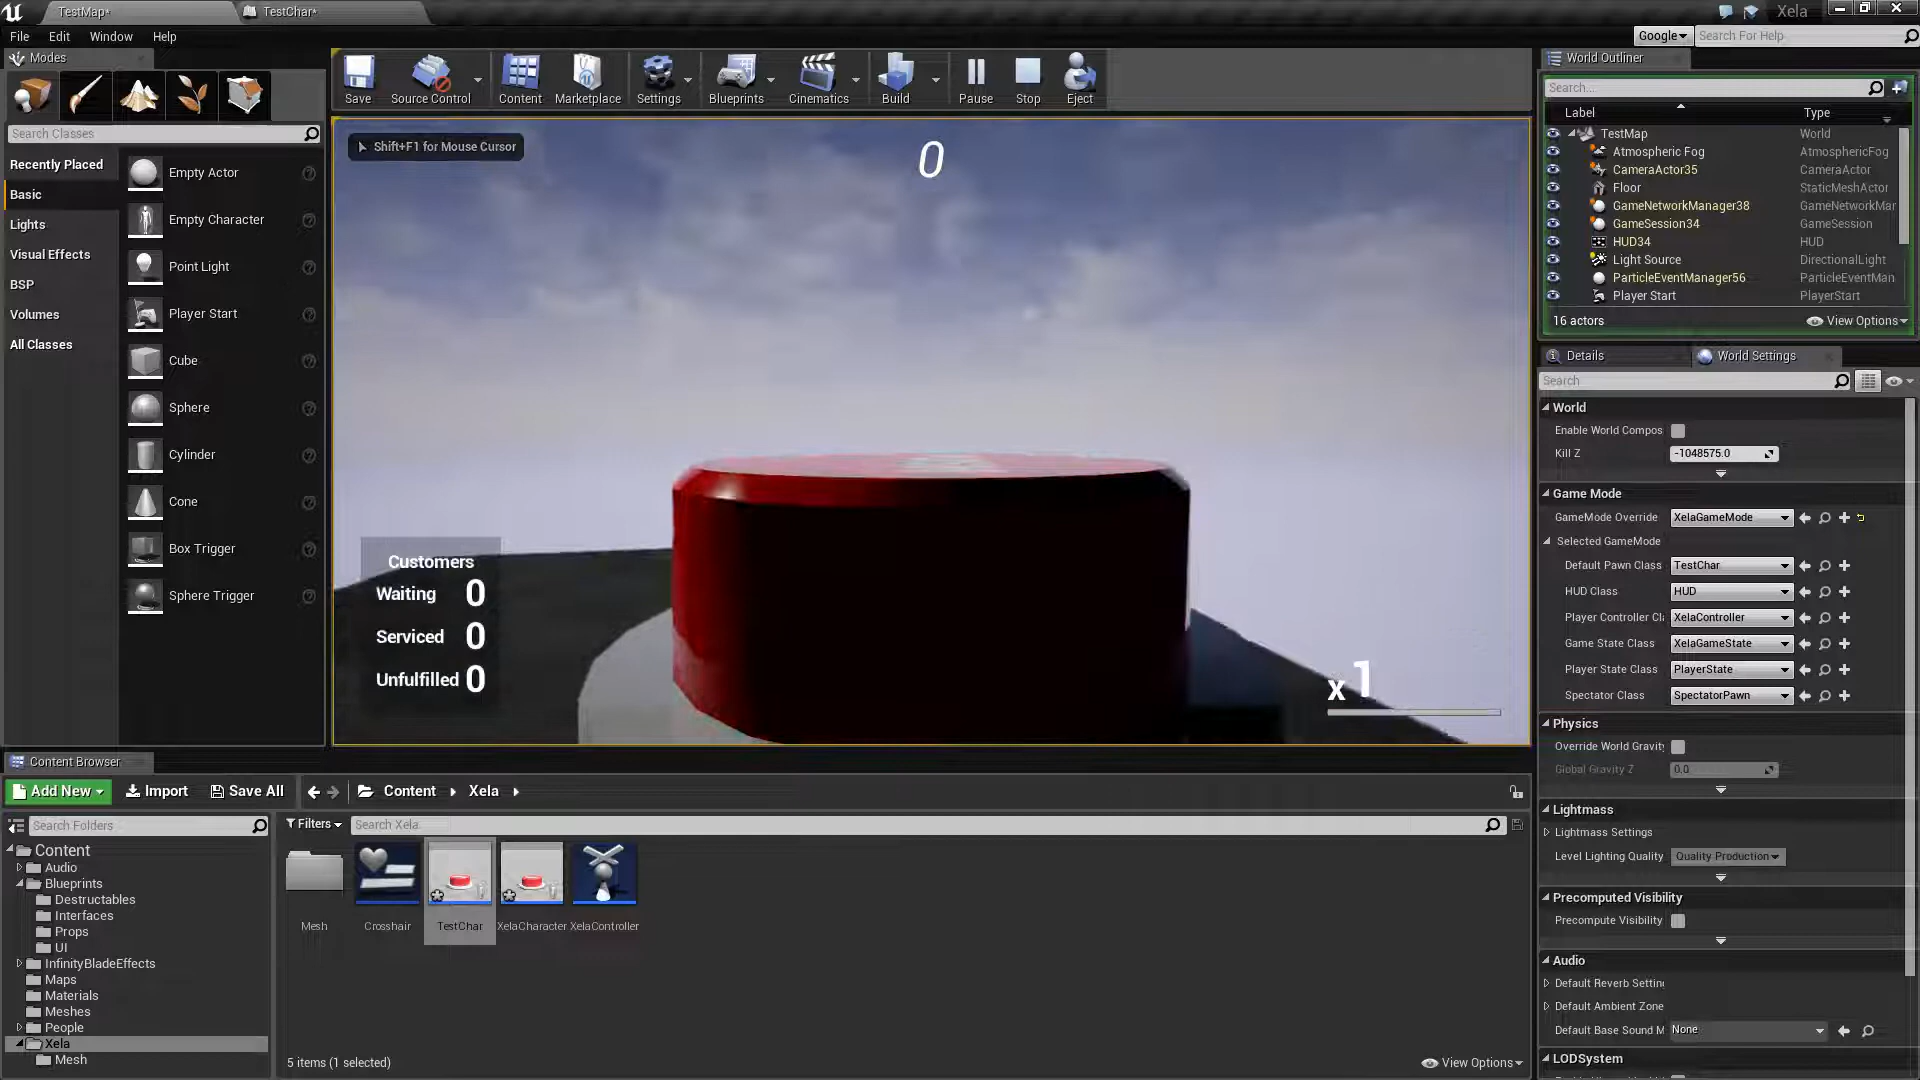 TestMap*
TestChar*
Xela
File Edit Window Help
Google
Search For Help
Modes
Search Classes
Recently Placed
Basic
Lights
Visual Effects
BSP
Volumes
All Classes
Empty Actor
Empty Character
Point Light
Player Start
Cube
Sphere
Cylinder
Cone
Box Trigger
Sphere Trigger
Save
Source Control
Content
Marketplace
Settings
Blueprints
Cinematics
Build
Pause
Stop
Eject
Shift+F1 for Mouse Cursor
0
Customers
Waiting 0
Serviced 0
Unfulfilled 0
x1
World Outliner
Search...
Label Type
TestMap World
Atmospheric Fog AtmosphericFog
CameraActor35 CameraActor
Floor StaticMeshActor
GameNetworkManager38 GameNetworkMar
GameSession34 GameSession
HUD34 HUD
Light Source DirectionalLight
ParticleEventManager56 ParticleEventMan
Player Start PlayerStart
16 actors
View Options
Details
World Settings
Search
World
Enable World Compos
Kill Z -1048575.0
Game Mode
GameMode Override XelaGameMode
Selected GameMode
Default Pawn Class TestChar
HUD Class HUD
Player Controller Cl XelaController
Game State Class XelaGameState
Player State Class PlayerState
Spectator Class SpectatorPawn
Physics
Override World Gravit
Global Gravity Z 0.0
Lightmass
Lightmass Settings
Level Lighting Quality Quality Production
Precomputed Visibility
Precompute Visibility
Audio
Default Reverb Settin
Default Ambient Zone
Default Base Sound M None
LODSystem
Content Browser
Add New
Import
Save All
Content
Xela
Search Folders
Filters
Search Xela
Content
Audio
Blueprints
Destructables
Interfaces
Props
UI
InfinityBladeEffects
Maps
Materials
Meshes
People
Xela
Mesh
Mesh
Crosshair
TestChar
XelaCharacter
XelaController
5 items (1 selected)
View Options